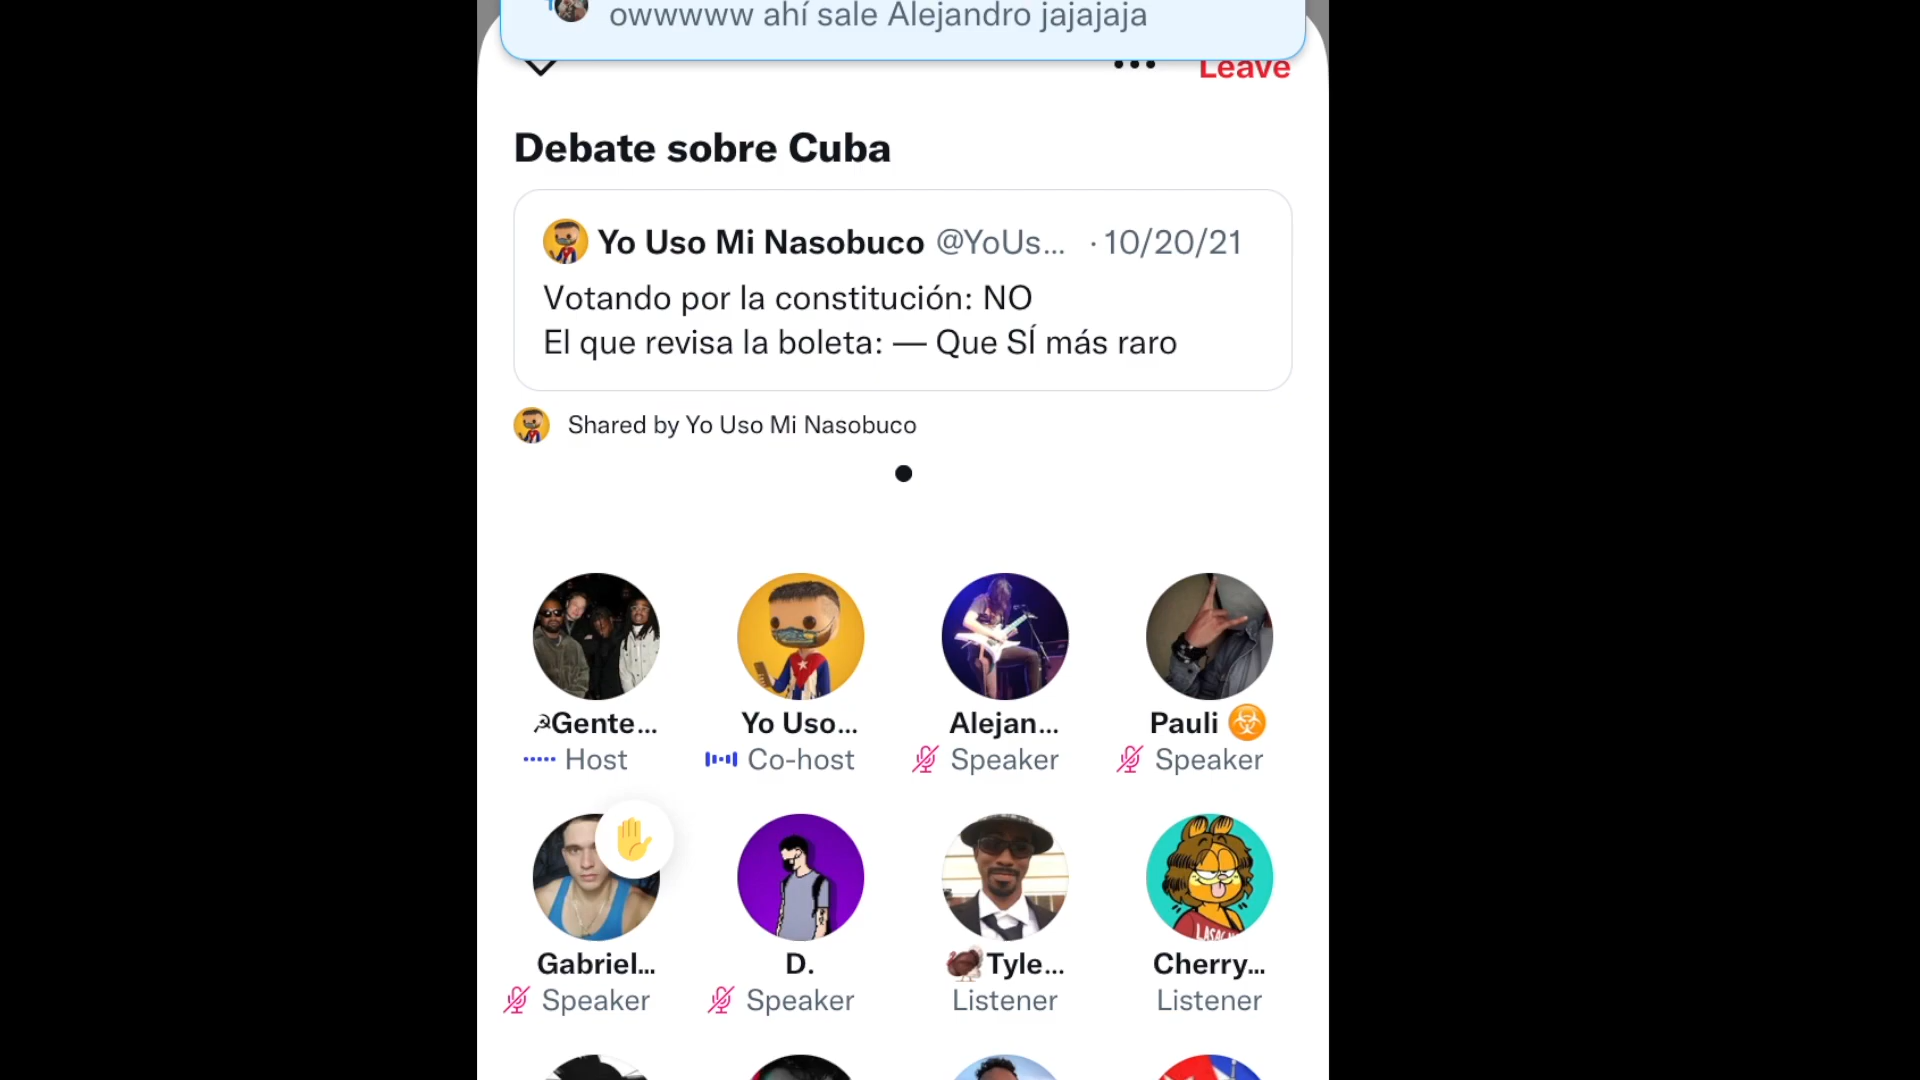 owwwww ahí sale Alejandro jajajaja
Leave
Debate sobre Cuba
Yo Uso Mi Nasobuco @YoUs... · 10/20/21
Votando por la constitución: NO
El que revisa la boleta: — Que SÍ más raro
Shared by Yo Uso Mi Nasobuco
☭Gente... Yo Uso... Alejan... Pauli ☣
Host Co-host Speaker Speaker
Gabriel... D. 🦃Tyle... Cherry...
Speaker Speaker Listener Listener